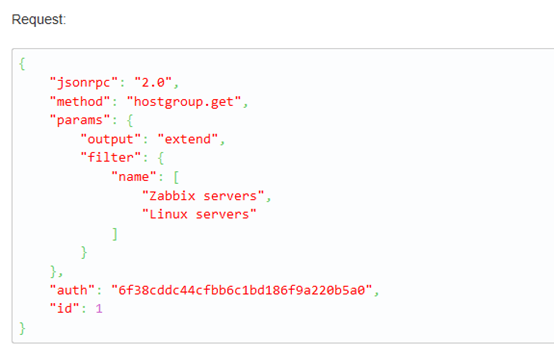 Request:
{
    "jsonrpc": "2.0",
    "method": "hostgroup.get",
    "params": {
        "output": "extend",
        "filter": {
            "name": [
                "Zabbix servers",
                "Linux servers"
            ]
        }
    },
    "auth": "6f38cddc44cfbb6c1bd186f9a220b5a0",
    "id": 1
}